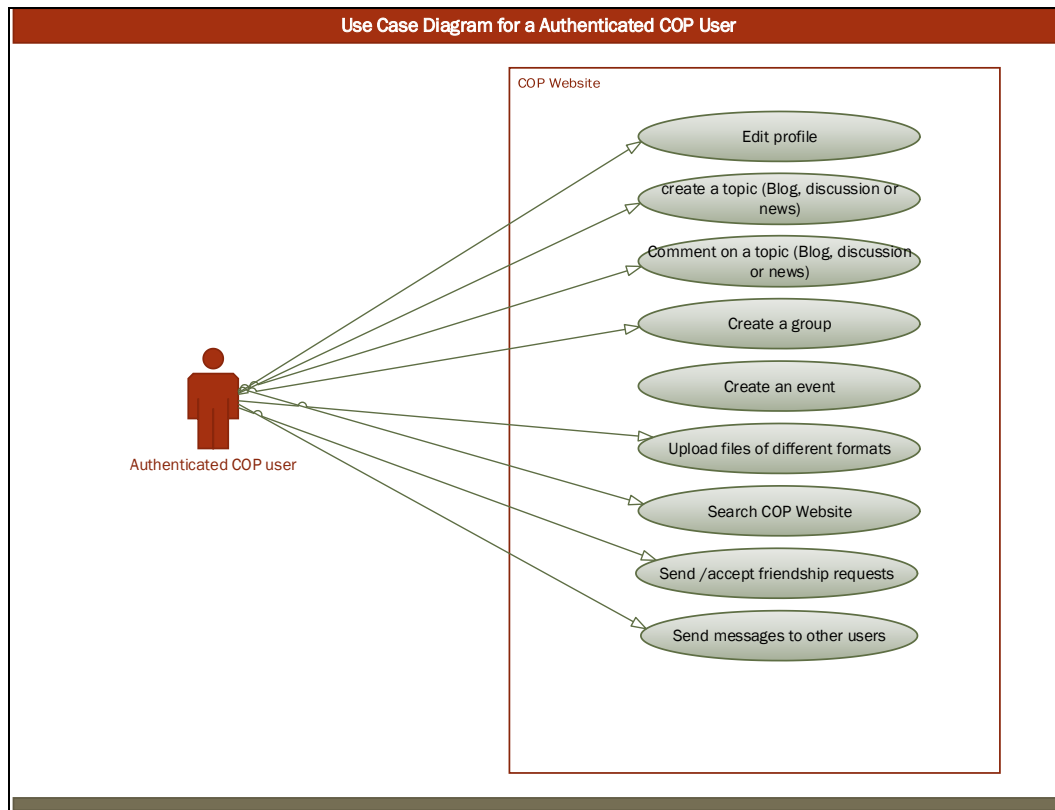 Use Case Diagram for a Authenticated COP User
COP Website
Edit profile
create a topic (Blog, discussion or
news)
Comment on a topic (Blog, discussion
or news)
Create a group
Create an event
Upload files of different formats
Authenticated COP user
Search COP Website
Send /accept friendship requests
Send messages to other users